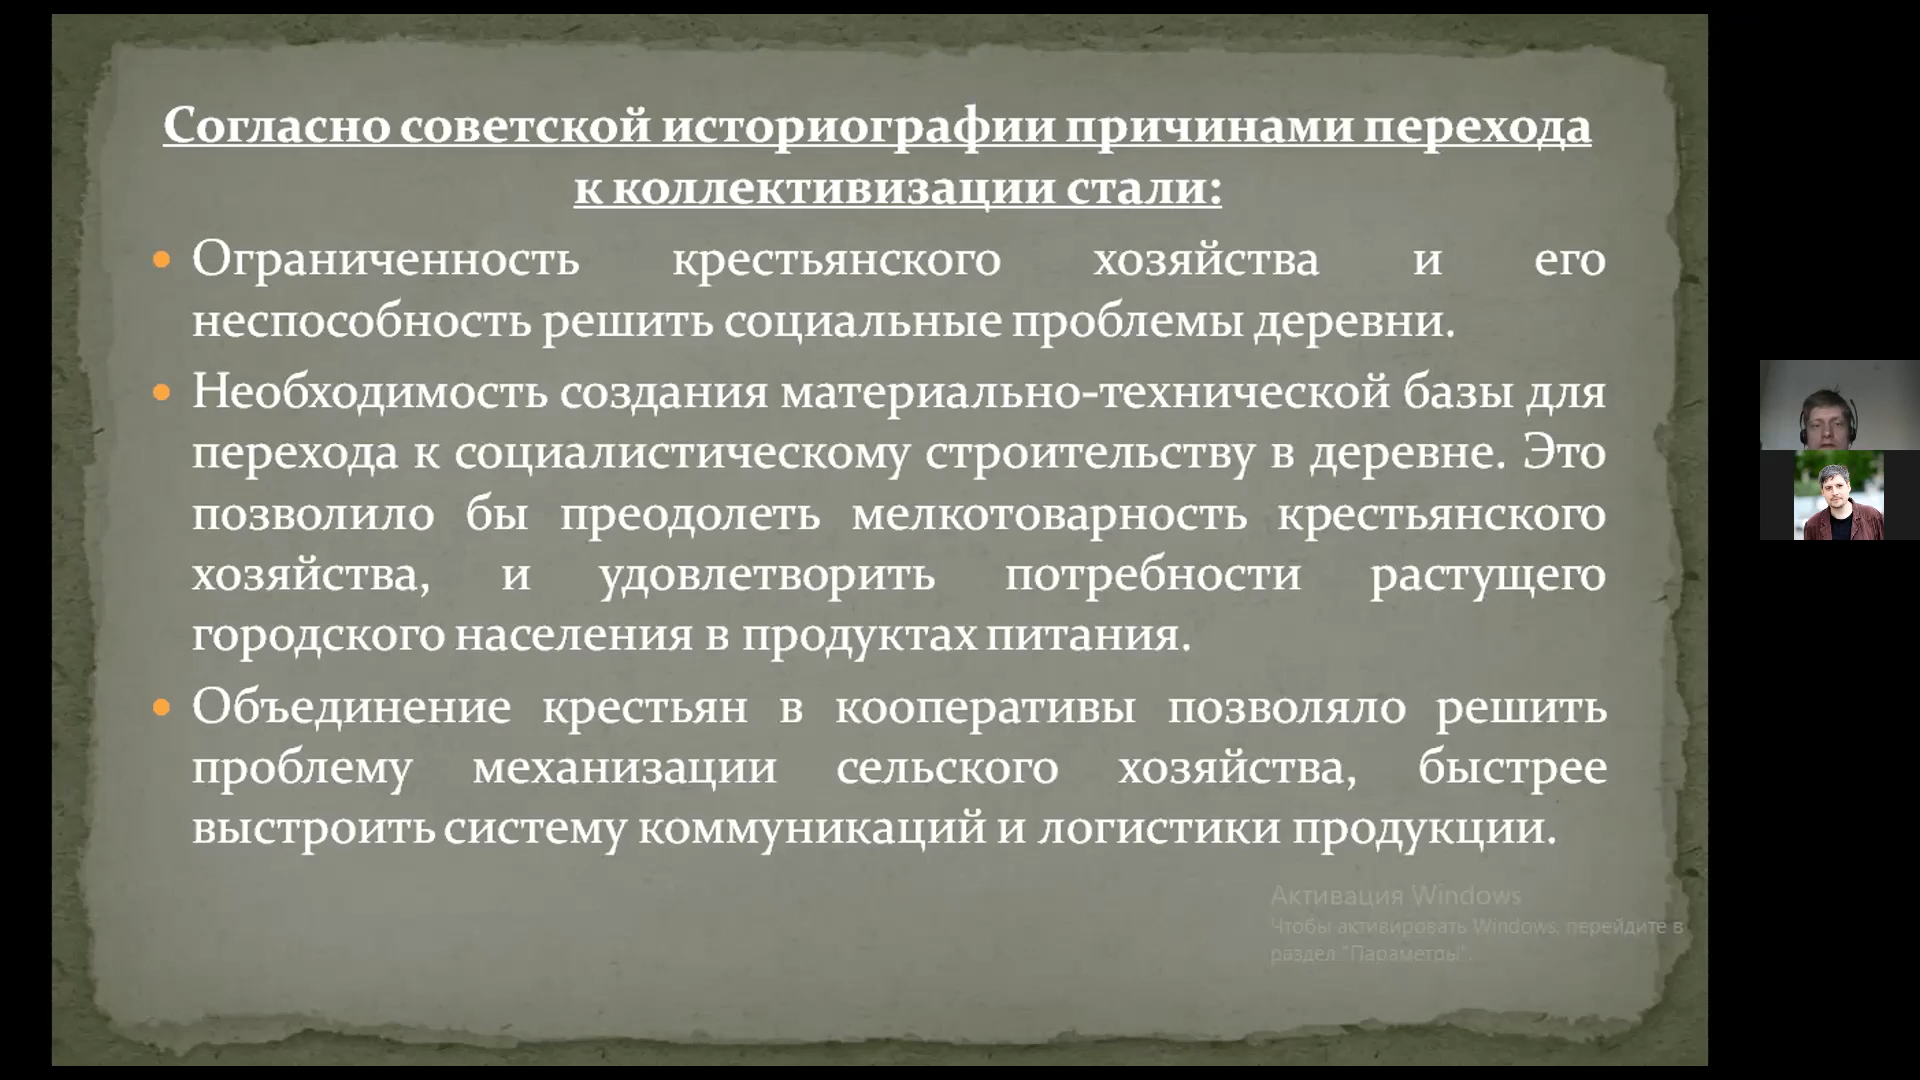 Согласно советской историографии причинами перехода
к коллективизации стали:
Ограниченность крестьянского хозяйства и его
неспособность решить социальные проблемы деревни.
Необходимость создания материально-технической базы для
перехода к социалистическому строительству в деревне. Это
позволило бы преодолеть мелкотоварность крестьянского
хозяйства, и удовлетворить потребности растущего
городского населения в продуктах питания.
Объединение крестьян в кооперативы позволяло решить
проблему механизации сельского хозяйства, быстрее
выстроить систему коммуникаций и логистики продукции.
Активация Windows
Чтобы активировать Windows, перейдите в
раздел "Параметры".